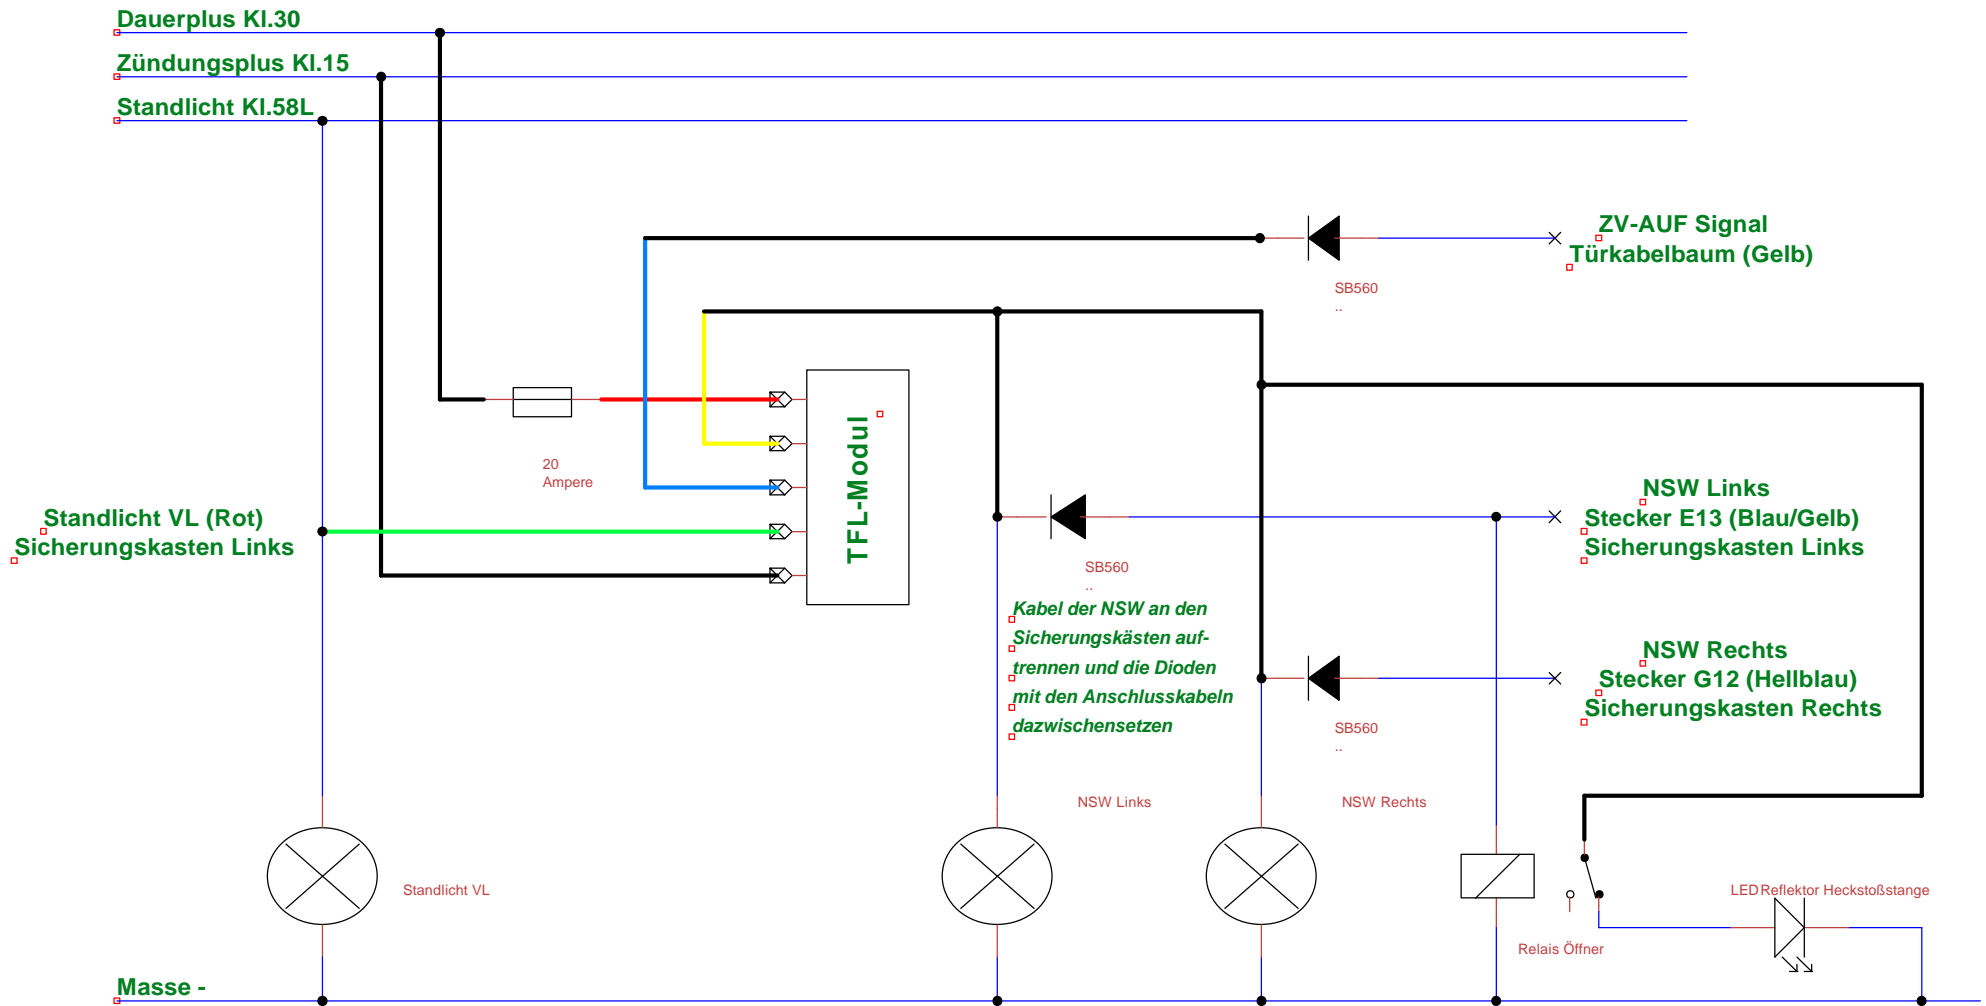 Dauerplus Kl.30
Zündungsplus Kl.15
Standlicht Kl.58L
ZV-AUF Signal
Türkabelbaum (Gelb)
SB560
..
20
Ampere
TFL-Modul
Standlicht VL (Rot)
Sicherungskasten Links
NSW Links
Stecker E13 (Blau/Gelb)
Sicherungskasten Links
SB560
..
Kabel der NSW an den
Sicherungskästen auf-
trennen und die Dioden
mit den Anschlusskabeln
dazwischensetzen
NSW Rechts
Stecker G12 (Hellblau)
Sicherungskasten Rechts
SB560
..
NSW Links
NSW Rechts
Standlicht VL
LED Reflektor Heckstoßstange
Relais Öffner
Masse -